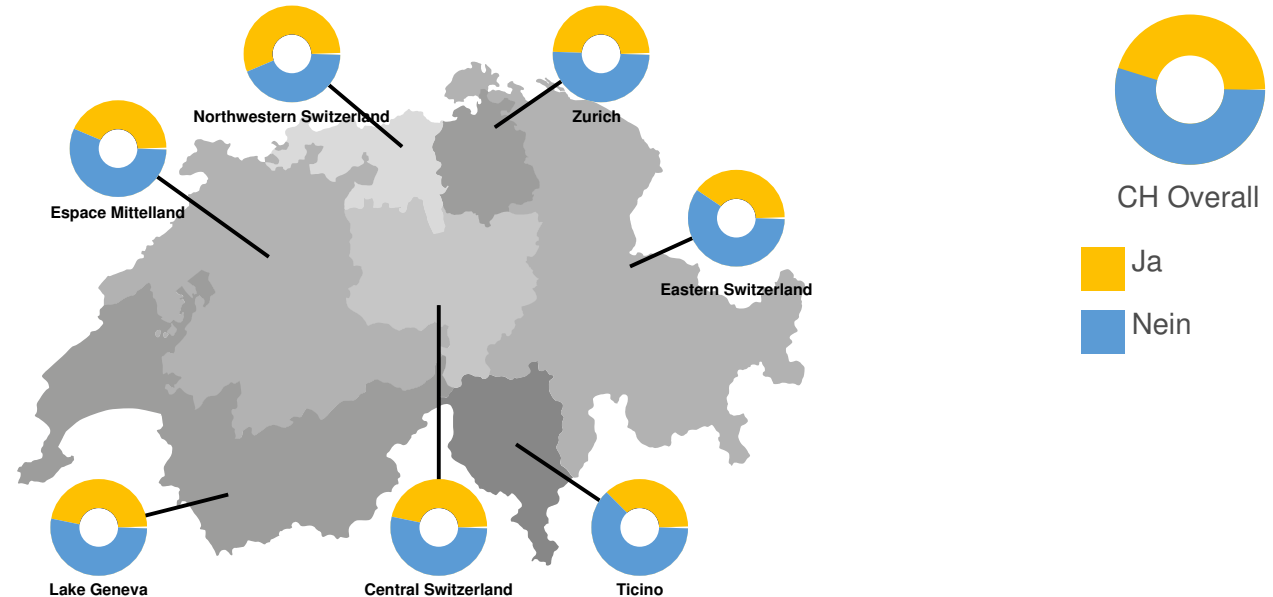 Northwestern Switzerland
Zurich
Espace Mittelland
Eastern Switzerland
Lake Geneva
Central Switzerland
Ticino
CH Overall
Ja
Nein